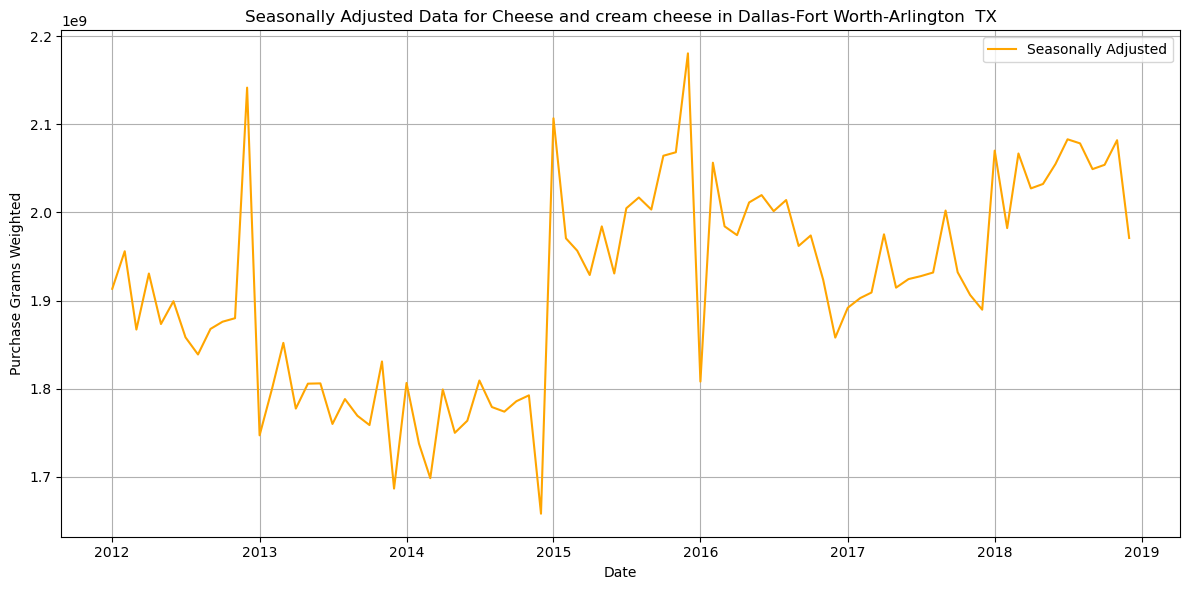 Seasonally Adjusted Data for Cheese and cream cheese in Dallas-Fort Worth-Arlington  TX
1e9
Seasonally Adjusted
2.2
2.1
2.0
1.9
1.8
1.7
Purchase Grams Weighted
2012 2013 2014 2015 2016 2017 2018 2019
Date